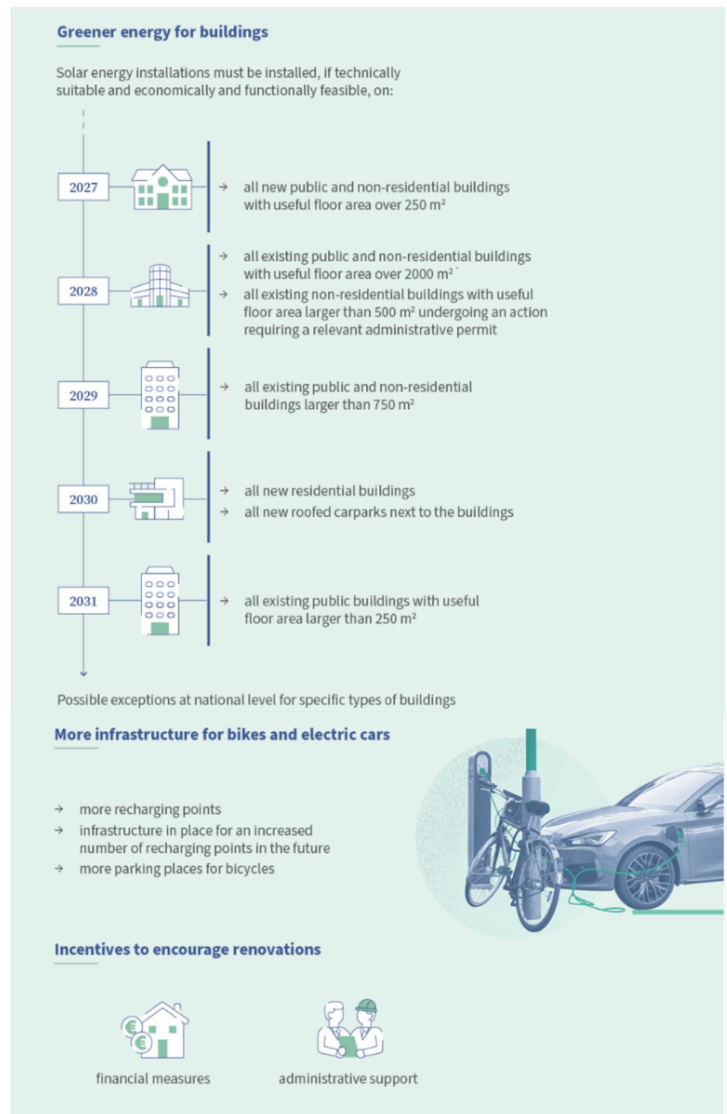 Greener energy for buildings
Solar energy installations must be installed, if technically
suitable and economically and functionally feasible, on:
2027
→ all new public and non-residential buildings
with useful floor area over 250 m²
2028
→ all existing public and non-residential buildings
with useful floor area over 2000 m²
→ all existing non-residential buildings with useful
floor area larger than 500 m² undergoing an action
requiring a relevant administrative permit
2029
→ all existing public and non-residential
buildings larger than 750 m²
2030
→ all new residential buildings
→ all new roofed carparks next to the buildings
2031
→ all existing public buildings with useful
floor area larger than 250 m²
Possible exceptions at national level for specific types of buildings
More infrastructure for bikes and electric cars
→ more recharging points
→ infrastructure in place for an increased
number of recharging points in the future
→ more parking places for bicycles
Incentives to encourage renovations
€
€
financial measures
administrative support